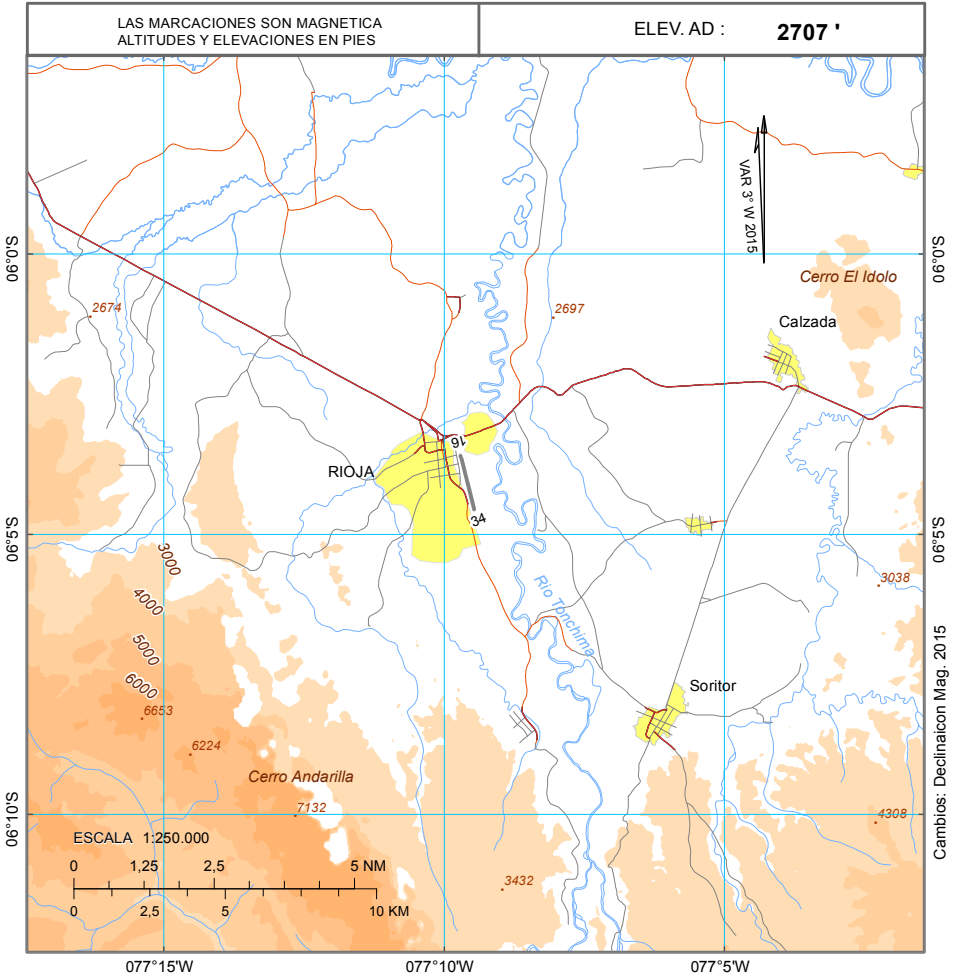 LAS MARCACIONES SON MAGNETICA
ALTITUDES Y ELEVACIONES EN PIES
ELEV. AD : 2707 '
VAR 3° W 2015
06°0'S
06°0'S
Cerro El Idolo
2674
2697
Calzada
16
RIOJA
34
06°5'S
06°5'S
3000
3038
4000
Rio Tonchima
5000
6000
Soritor
6653
6224
Cerro Andarilla
7132
4308
06°10'S
06°10'S
ESCALA 1:250.000
0 1,25 2,5 5 NM
0 2,5 5 10 KM
3432
Cambios: Declinaicon Mag. 2015
077°15'W
077°10'W
077°5'W